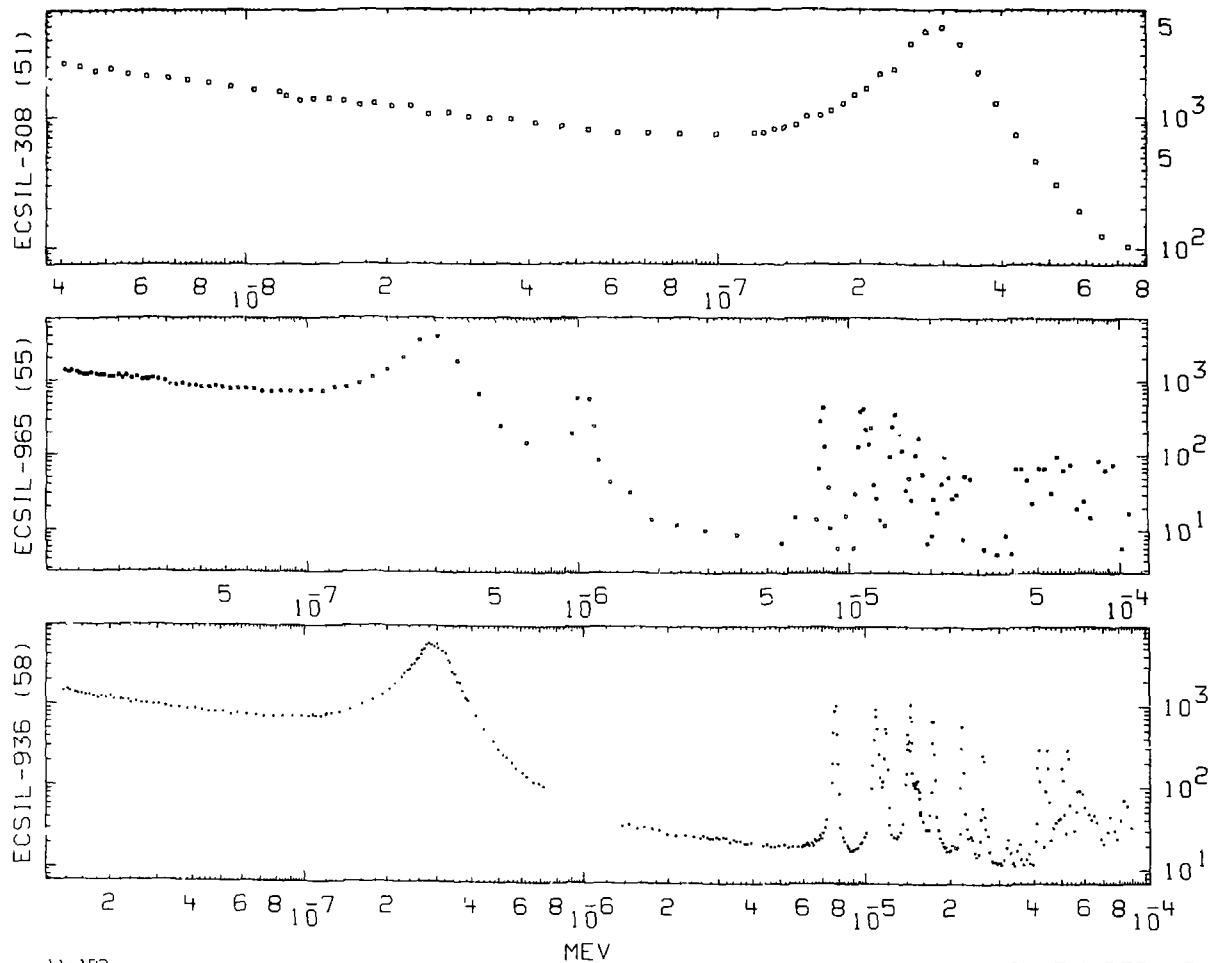 ECSIL-308 (51)
5
10³
5
10²
4 6 8 10⁻⁸ 2 4 6 8 10⁻⁷ 2 4 6 8
ECSIL-965 (55)
10³
10²
10¹
5 10⁻⁷ 5 10⁻⁶ 5 10⁻⁵ 5 10⁻⁴
ECSIL-936 (58)
10³
10²
10¹
2 4 6 8 10⁻⁷ 2 4 6 8 10⁻⁶ 2 4 6 8 10⁻⁵ 2 4 6 8 10⁻⁴
MEV